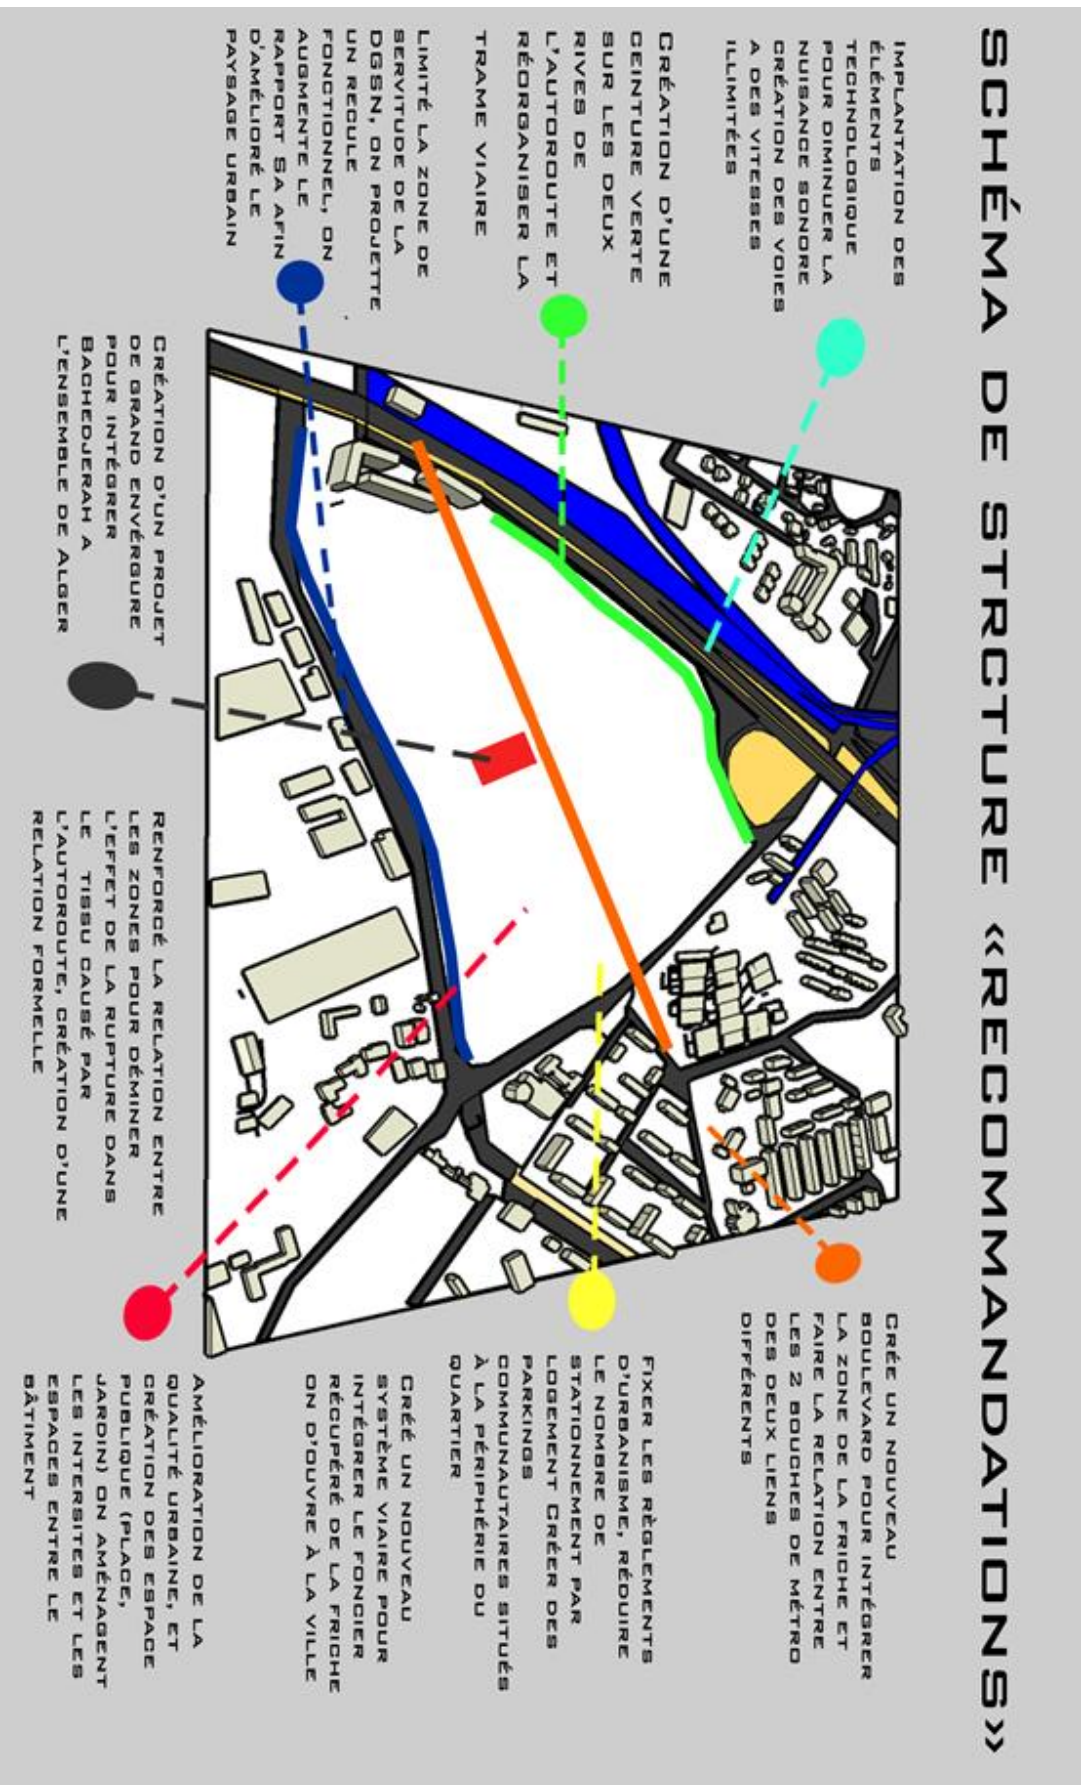 SCHÉMA DE STRCTURE «RECOMMANDATIONS»
IMPLANTATION DES
ÉLÉMENTS
TECHNOLOGIQUE
POUR DIMINUER LA
NUISANCE SONORE
CRÉATION DES VOIES
A DES VITESSES
ILLIMITÉES
CRÉATION D'UNE
CEINTURE VERTE
SUR LES DEUX
RIVES DE
L'AUTOROUTE ET
RÉORGANISER LA
TRAME VIAIRE
LIMITÉ LA ZONE DE
SERVITUDE DE LA
DGSN, ON PROJETTE
UN RECULE
FONCTIONNEL, ON
AUGMENTE LE
RAPPORT SA AFIN
D'AMÉLIORÉ LE
PAYSAGE URBAIN
CRÉATION D'UN PROJET
DE GRAND ENVÉRGURE
POUR INTÉGRER
BACHEDJERAH A
L'ENSEMBLE DE ALGER
RENFORCÉ LA RELATION ENTRE
LES ZONES POUR DÉMINER
L'EFFET DE LA RUPTURE DANS
LE TISSU CAUSÉ PAR
L'AUTOROUTE, CRÉATION D'UNE
RELATION FORMELLE
CRÉE UN NOUVEAU
BOULEVARD POUR INTÉGRER
LA ZONE DE LA FRICHE ET
FAIRE LA RELATION ENTRE
LES 2 BOUCHES DE MÉTRO
DES DEUX LIENS
DIFFÉRENTS
FIXER LES RÈGLEMENTS
D'URBANISME, RÉDUIRE
LE NOMBRE DE
STATIONNEMENT PAR
LOGEMENT CRÉER DES
PARKINGS
COMMUNAUTAIRES SITUÉS
À LA PÉRIPHÉRIE DU
QUARTIER
CRÉÉ UN NOUVEAU
SYSTÈME VIAIRE POUR
INTÉGRER LE FONCIER
RÉCUPÉRÉ DE LA FRICHE
ON D'OUVRE À LA VILLE
AMÉLIORATION DE LA
QUALITÉ URBAINE, ET
CRÉATION DES ESPACE
PUBLIQUE (PLACE,
JARDIN) ON AMÉNAGENT
LES INTERSITES ET LES
ESPACES ENTRE LE
BÂTIMENT